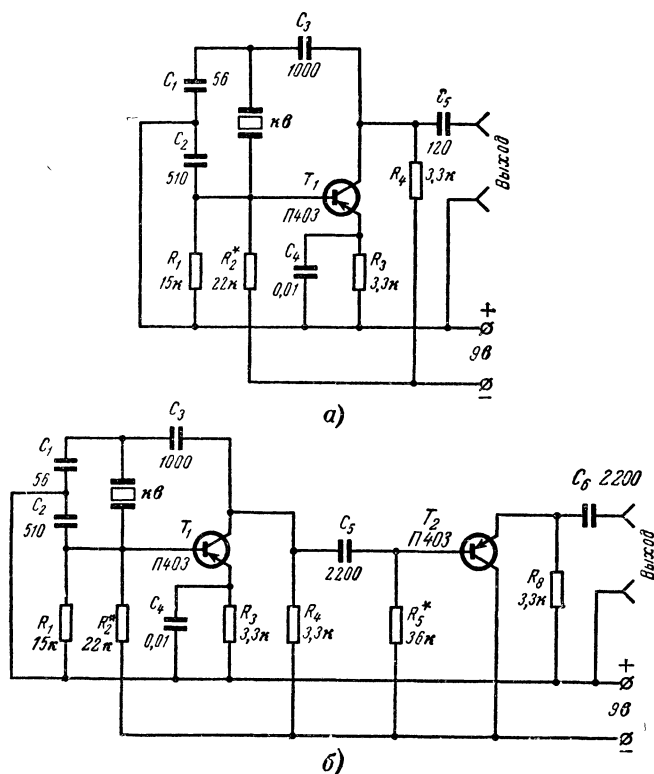 C₃
1000
C₁ 56
кв
C₂
510
T₁
П403
C₅
120
Выход
R₄
3,3к
R₁
15к
R₂*
22к
C₄
0,01
R₃
3,3к
+
9в
−
а)
C₃
1000
C₁
56
кв
C₂
510
T₁
П403
C₅
2200
T₂
П403
C₆ 2200
Выход
R₁
15к
R₂*
22к
C₄
0,01
R₃
3,3к
R₄
3,3к
R₅*
36к
R₈
3,3к
+
9в
−
б)